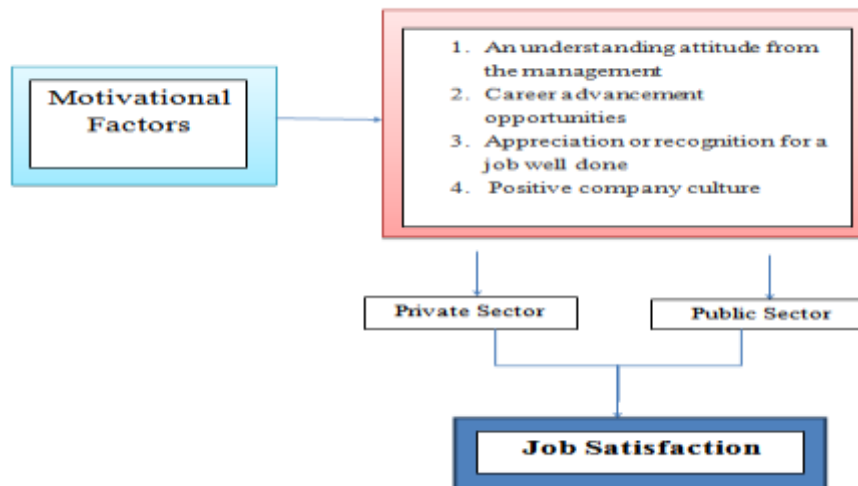 Motivational
Factors
1. An understanding attitude from
the management
2. Career advancement
opportunities
3. Appreciation or recognition for a
job well done
4. Positive company culture
Private Sector
Public Sector
Job Satisfaction